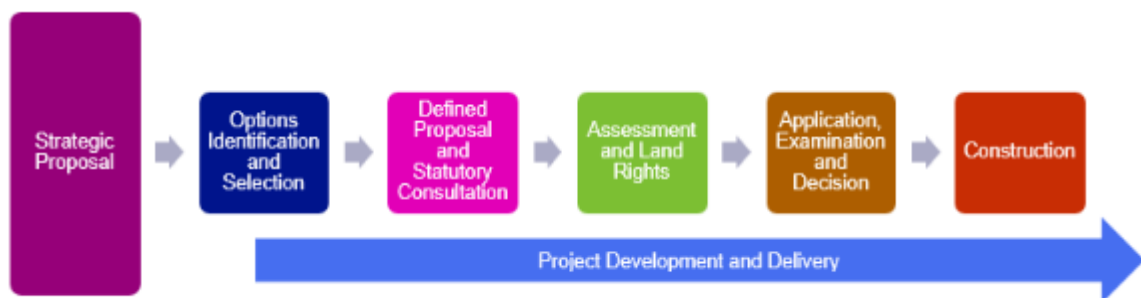 Strategic
Proposal
Options
Identification
and
Selection
Defined
Proposal
and
Statutory
Consultation
Assessment
and Land
Rights
Application,
Examination
and
Decision
Construction
Project Development and Delivery